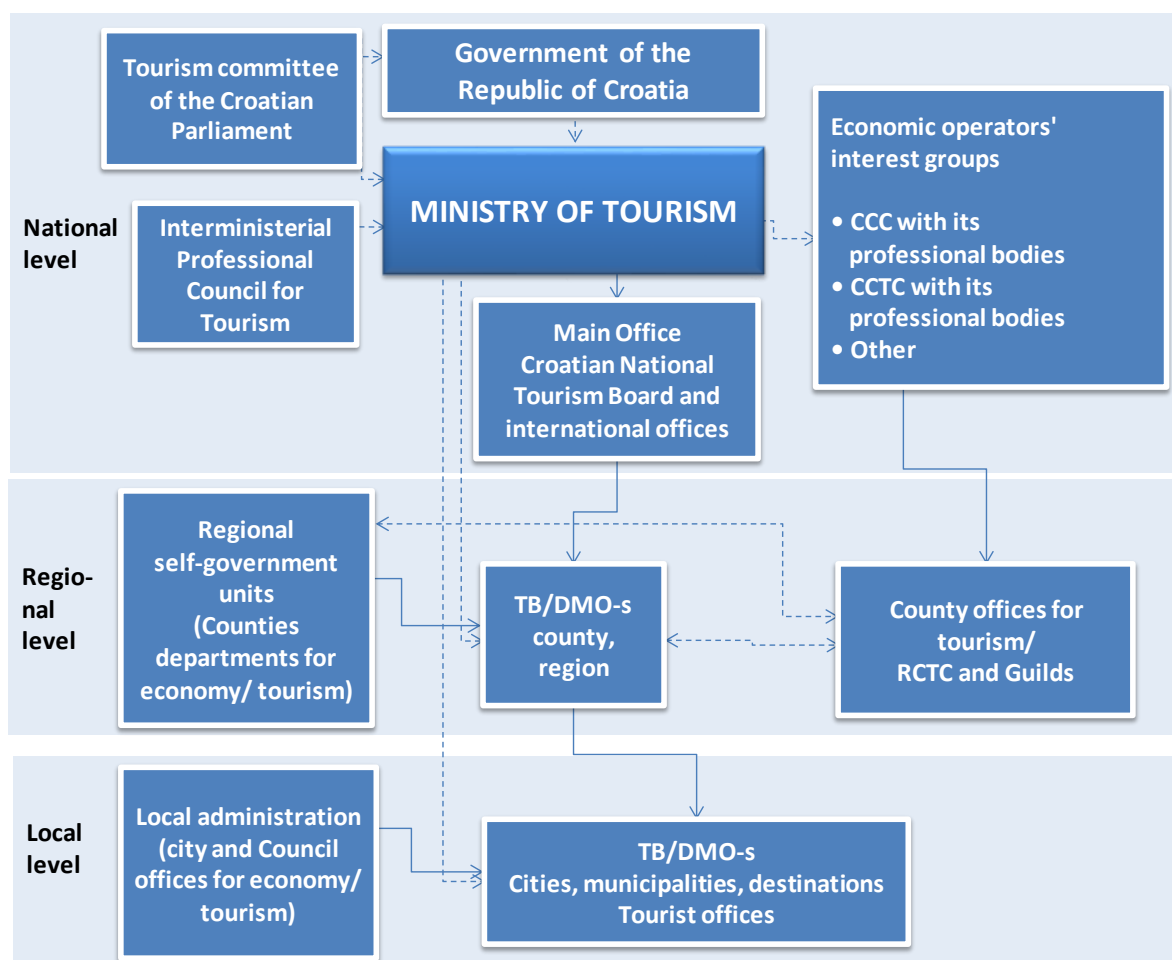 Tourism committee
of the Croatian
Parliament
Government of the
Republic of Croatia
Economic operators'
interest groups
• CCC with its
professional bodies
• CCTC with its
professional bodies
• Other
MINISTRY OF TOURISM
National
level
Interministerial
Professional
Council for
Tourism
Main Office
Croatian National
Tourism Board and
international offices
Regio-
nal
level
Regional
self-government
units
(Counties
departments for
economy/ tourism)
TB/DMO-s
county,
region
County offices for
tourism/
RCTC and Guilds
Local
level
Local administration
(city and Council
offices for economy/
tourism)
TB/DMO-s
Cities, municipalities, destinations
Tourist offices